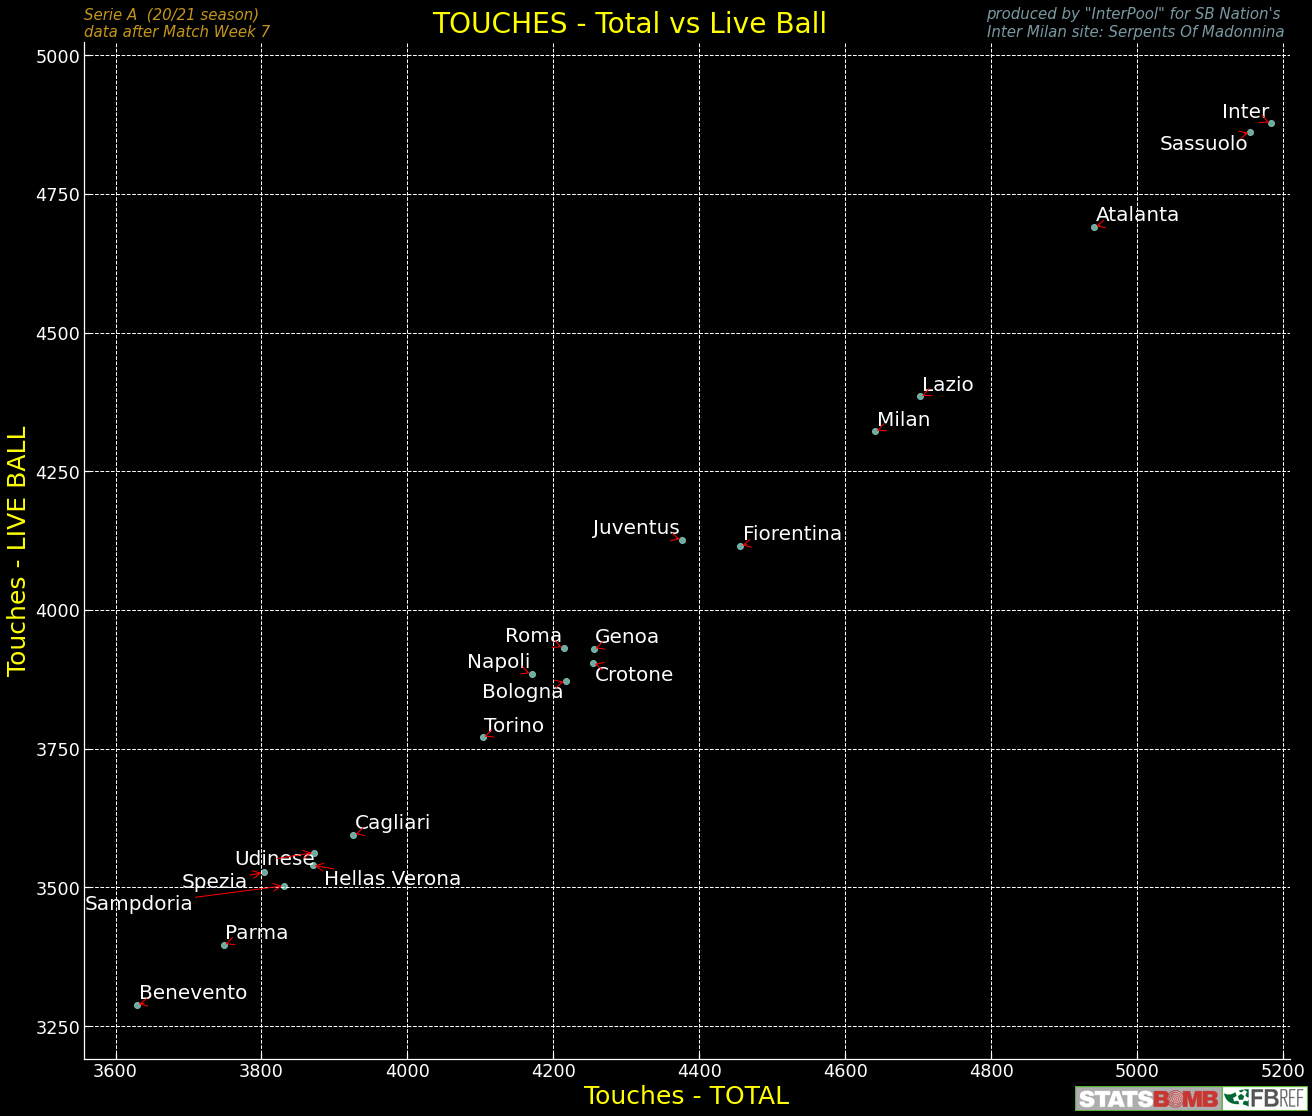 Serie A  (20/21 season)
data after Match Week 7
TOUCHES - Total vs Live Ball
produced by "InterPool" for SB Nation's
Inter Milan site: Serpents Of Madonnina
5000
Inter
Sassuolo
4750
Atalanta
4500
Lazio
Milan
4250
Juventus
Fiorentina
4000
Roma
Genoa
Napoli
Crotone
Bologna
Torino
3750
Cagliari
Udinese
Hellas Verona
Spezia
3500
Sampdoria
Parma
Benevento
3250
Touches - LIVE BALL
3600 3800 4000 4200 4400 4600 4800 5000 5200
Touches - TOTAL
STATSBOMB
FBREF